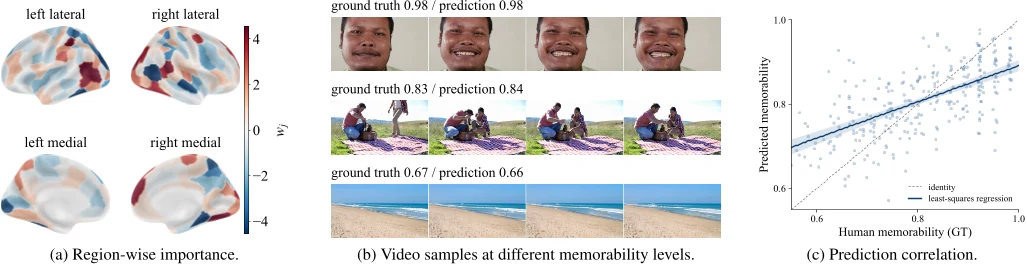 left lateral
right lateral
left medial
right medial
4
2
0
−2
−4
w_j
(a) Region-wise importance.
ground truth 0.98 / prediction 0.98
ground truth 0.83 / prediction 0.84
ground truth 0.67 / prediction 0.66
(b) Video samples at different memorability levels.
Predicted memorability
1.0
0.8
0.6
identity
least-squares regression
0.6
0.8
1.0
Human memorability (GT)
(c) Prediction correlation.